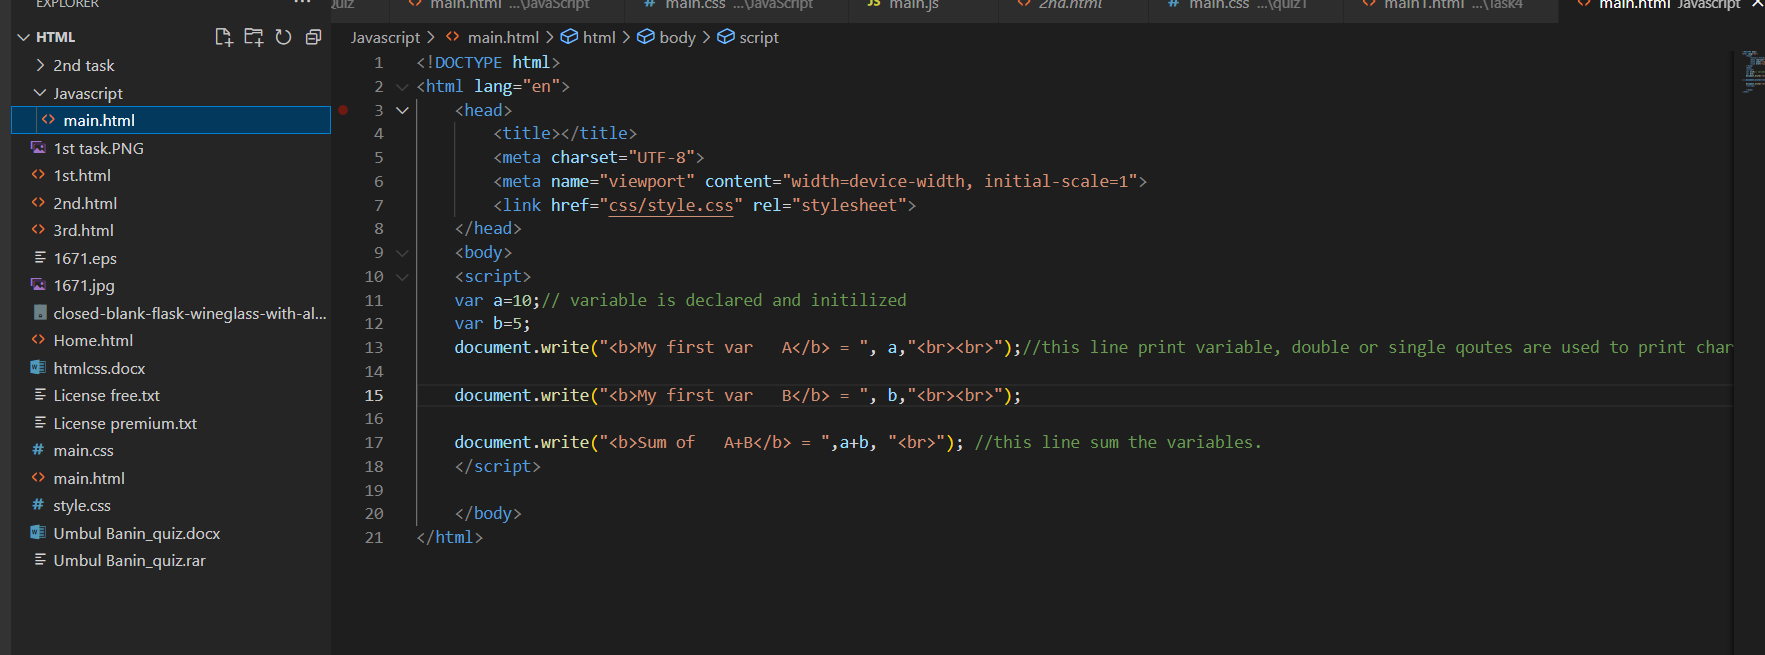 EXPLORER ...
HTML
2nd task
Javascript
main.html
1st task.PNG
1st.html
2nd.html
3rd.html
1671.eps
1671.jpg
closed-blank-flask-wineglass-with-al...
Home.html
htmlcss.docx
License free.txt
License premium.txt
main.css
main.html
style.css
Umbul Banin_quiz.docx
Umbul Banin_quiz.rar
main.html ...\JavaScript # main.css ...\JavaScript JS main.js 2nd.html # main.css ...\quiz1 main1.html ...\Task4 main.html Javascript
Javascript > main.html > html > body > script
1 <!DOCTYPE html>
2 <html lang="en">
3 <head>
4 <title></title>
5 <meta charset="UTF-8">
6 <meta name="viewport" content="width=device-width, initial-scale=1">
7 <link href="css/style.css" rel="stylesheet">
8 </head>
9 <body>
10 <script>
11 var a=10;// variable is declared and initilized
12 var b=5;
13 document.write("<b>My first var   A</b> = ", a,"<br><br>");//this line print variable, double or single qoutes are used to print char
14
15 document.write("<b>My first var   B</b> = ", b,"<br><br>");
16
17 document.write("<b>Sum of   A+B</b> = ",a+b, "<br>"); //this line sum the variables.
18 </script>
19
20 </body>
21 </html>